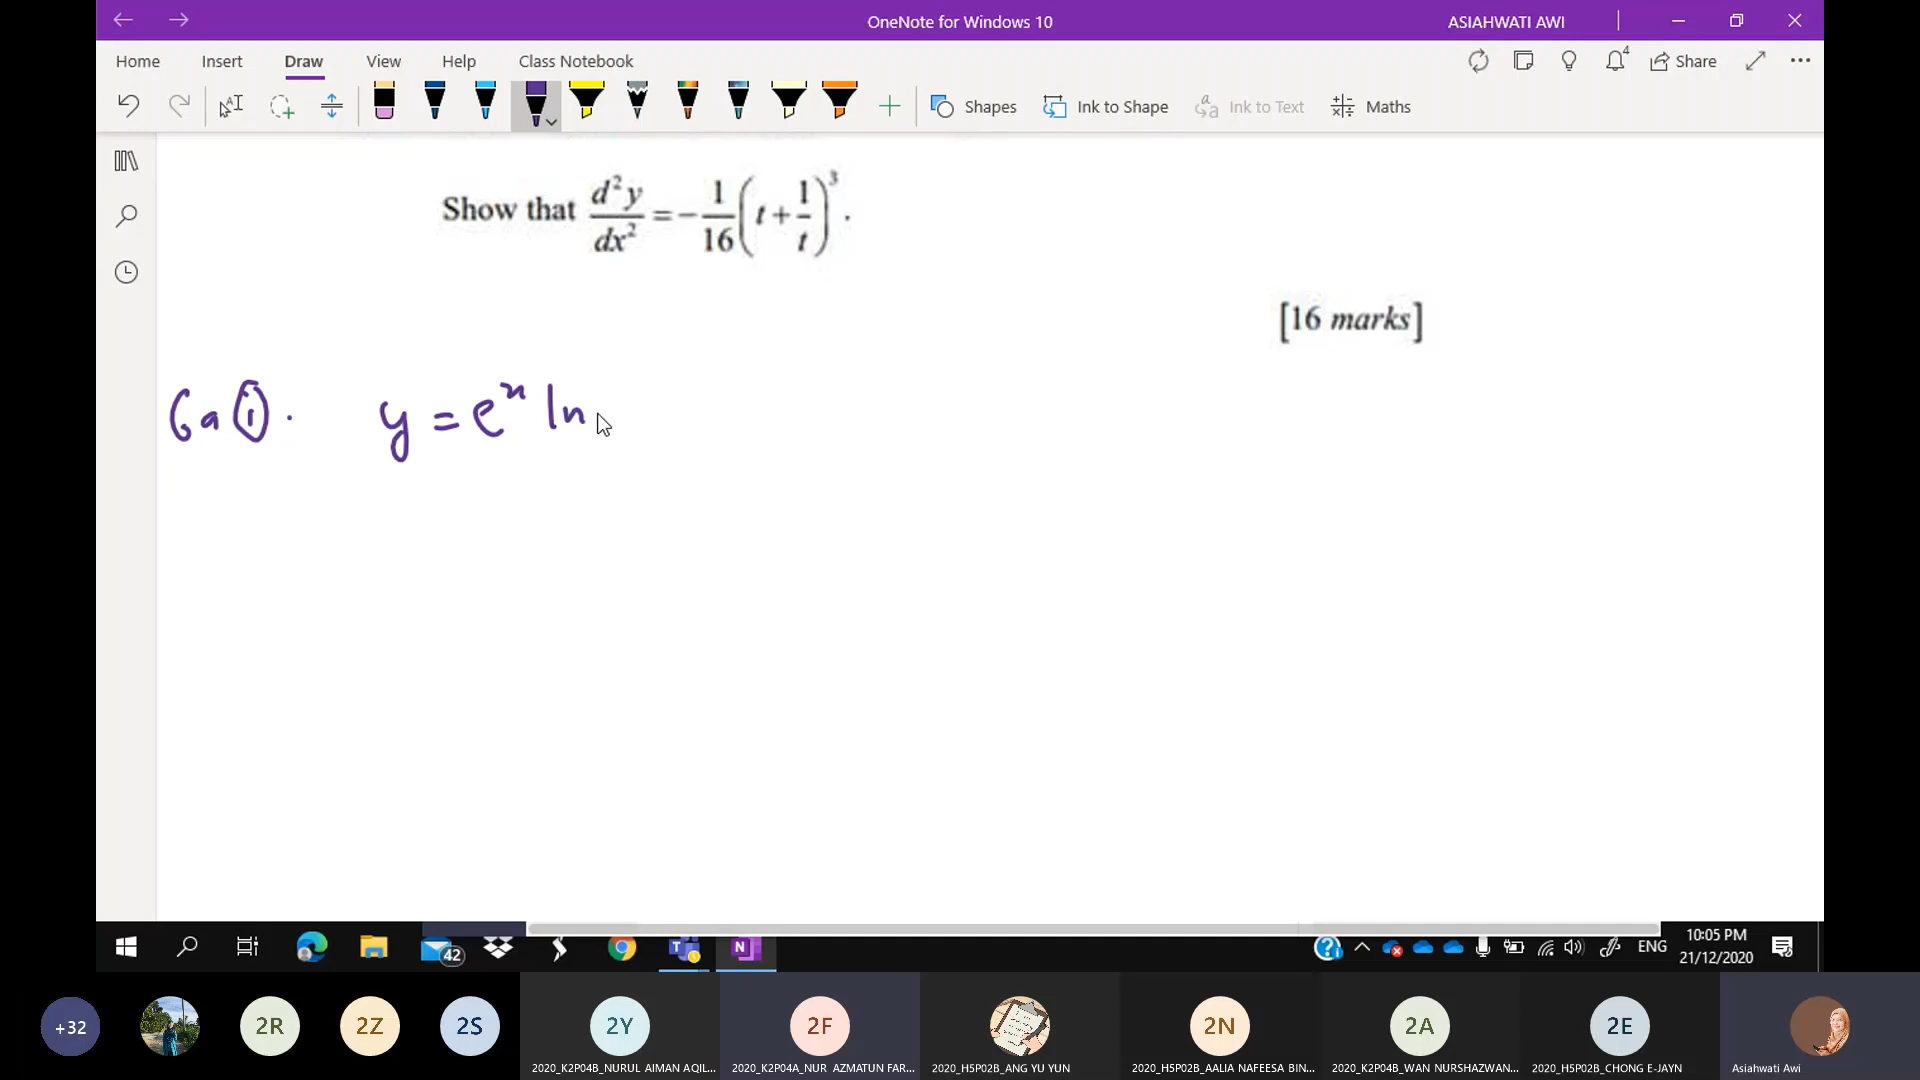 OneNote for Windows 10
ASIAHWATI AWI
Home Insert Draw View Help Class Notebook
4 Share
Shapes Ink to Shape Ink to Text Maths
Show that d²y/dx² = -1/16 (t + 1/t)³.
[16 marks]
6a(i). y = eˣ ln
42
ENG
10:05 PM
21/12/2020
+32 2R 2Z 2S 2Y 2F 2N 2A 2E
2020_K2P04B_NURUL AIMAN AQIL... 2020_K2P04A_NUR AZMATUN FAR... 2020_H5P02B_ANG YU YUN 2020_H5P02B_AALIA NAFEESA BIN... 2020_K2P04B_WAN NURSHAZWAN... 2020_H5P02B_CHONG E-JAYN Asiahwati Awi